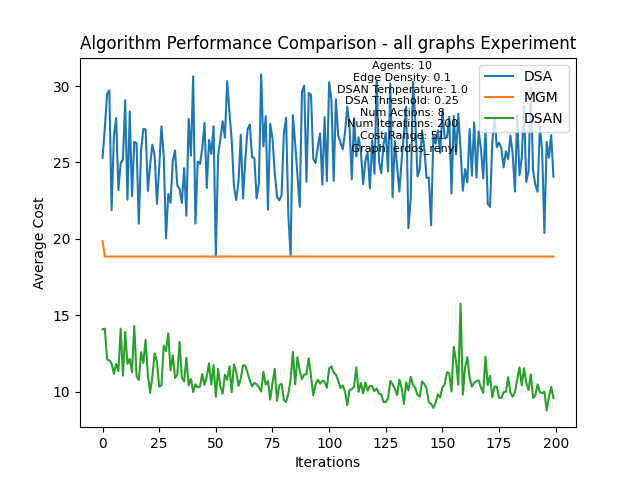 Algorithm Performance Comparison - all graphs Experiment
Agents: 10
Edge Density: 0.1
DSAN Temperature: 1.0
DSA Threshold: 0.25
Num Actions: 8
Num Iterations: 200
Cost Range:
Graph: erdos_renyi
DSA
MGM
DSAN
30
25
20
15
10
Average Cost
0
25
50
75
100
125
150
175
200
Iterations